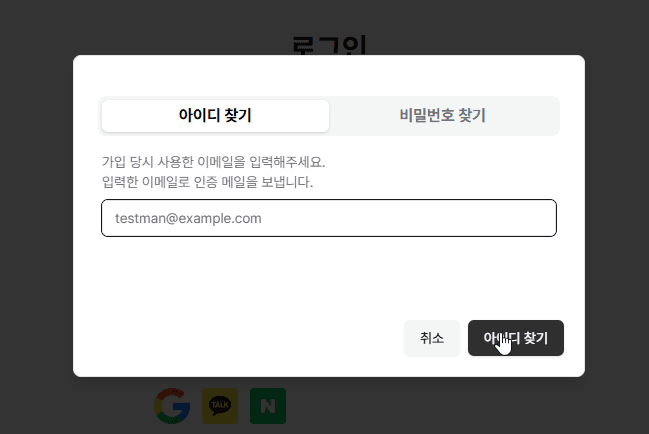 로그인
아이디 찾기
비밀번호 찾기
가입 당시 사용한 이메일을 입력해주세요.
입력한 이메일로 인증 메일을 보냅니다.
testman@example.com
취소
아이디 찾기
TALK
N